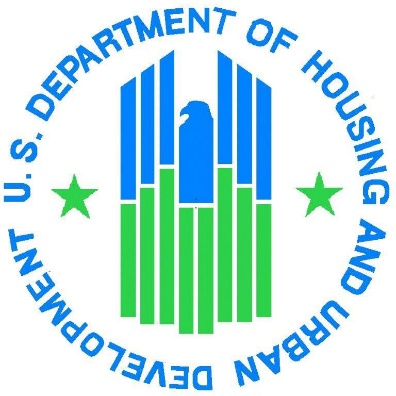 U.S. DEPARTMENT OF HOUSING AND URBAN DEVELOPMENT